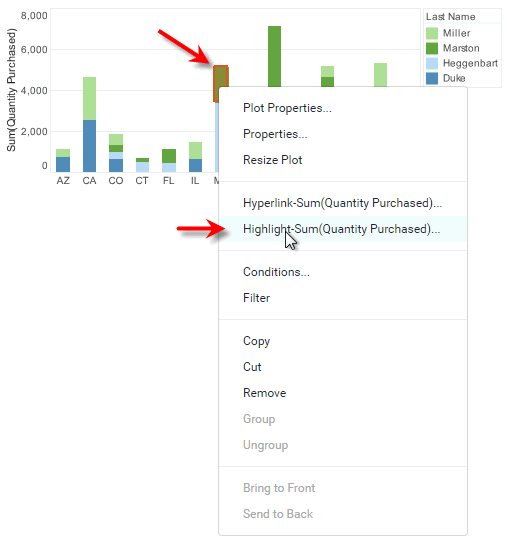 8,000
6,000
4,000
2,000
0
Sum(Quantity Purchased)
AZ CA CO CT FL IL
Last Name
Miller
Marston
Heggenbart
Duke
Plot Properties...
Properties...
Resize Plot
Hyperlink-Sum(Quantity Purchased)...
Highlight-Sum(Quantity Purchased)...
Conditions...
Filter
Copy
Cut
Remove
Group
Ungroup
Bring to Front
Send to Back